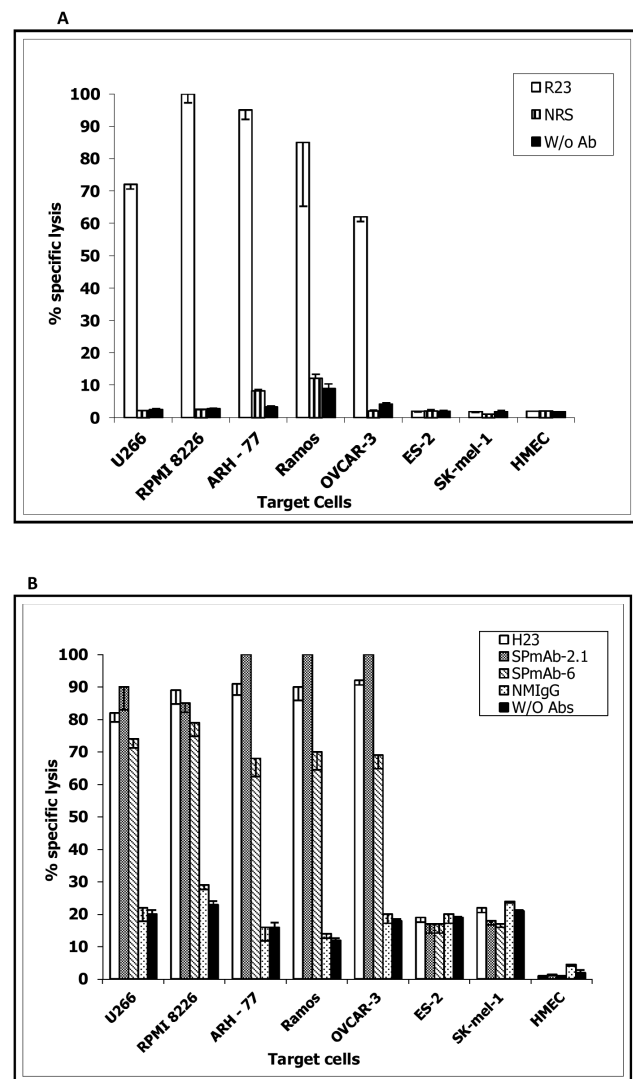 A
R23
NRS
W/o Ab
100
90
80
70
60
50
40
30
20
10
0
% specific lysis
U266
RPMI 8226
ARH - 77
Ramos
OVCAR-3
ES-2
SK-mel-1
HMEC
Target Cells
B
H23
SPmAb-2.1
SPmAb-6
NMIgG
W/O Abs
100
90
80
70
60
50
40
30
20
10
0
% specific lysis
U266
RPMI 8226
ARH - 77
Ramos
OVCAR-3
ES-2
SK-mel-1
HMEC
Target cells